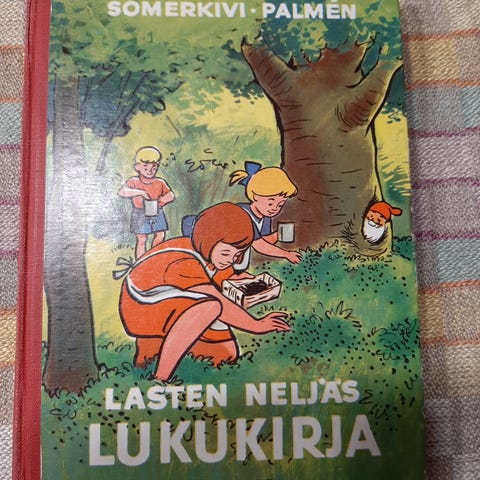 SOMERKIVI · PALMÉN
LASTEN NELJÄS
LUKUKIRJA